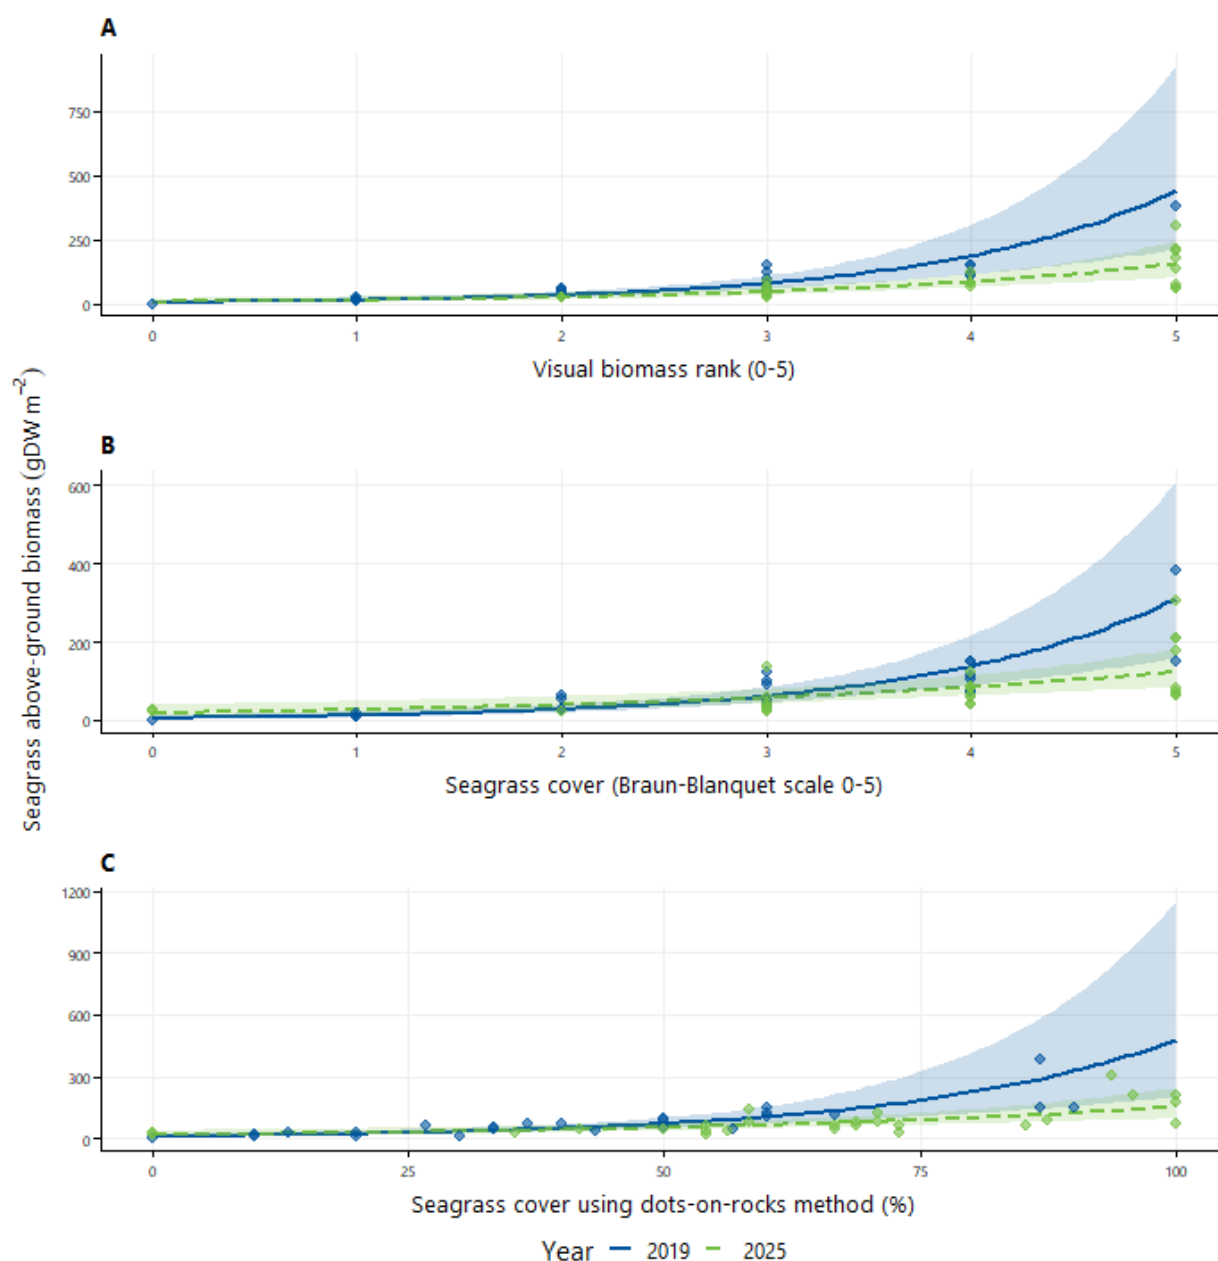 A
750
500
250
0
0 1 2 3 4 5
Visual biomass rank (0-5)
Seagrass above-ground biomass (gDW m⁻²)
B
600
400
200
0
0 1 2 3 4 5
Seagrass cover (Braun-Blanquet scale 0-5)
C
1200
900
600
300
0
0 25 50 75 100
Seagrass cover using dots-on-rocks method (%)
Year 2019 2025